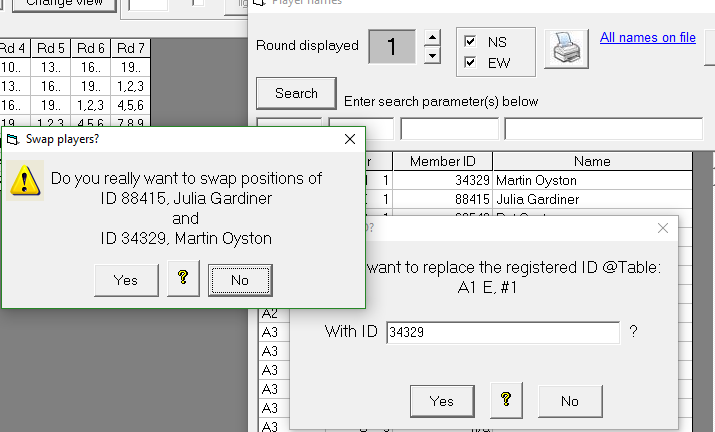 Change view
Player names
Rd 4 Rd 5 Rd 6 Rd 7
10.. 13.. 16.. 19..
13.. 16.. 19.. 1,2,3
16.. 19.. 1,2,3 4,5,6
19.. 1,2,3 4,5,6 7,8,9
Round displayed 1 NS
EW
All names on file
Search Enter search parameter(s) below
Member ID Name
1 34329 Martin Oyston
1 88415 Julia Gardiner
Swap players?
Do you really want to swap positions of
ID 88415, Julia Gardiner
and
ID 34329, Martin Oyston
Yes ? No
want to replace the registered ID @Table:
A1 E, #1
With ID 34329 ?
Yes ? No
A2
A3
A3
A3
A3
A3
A3